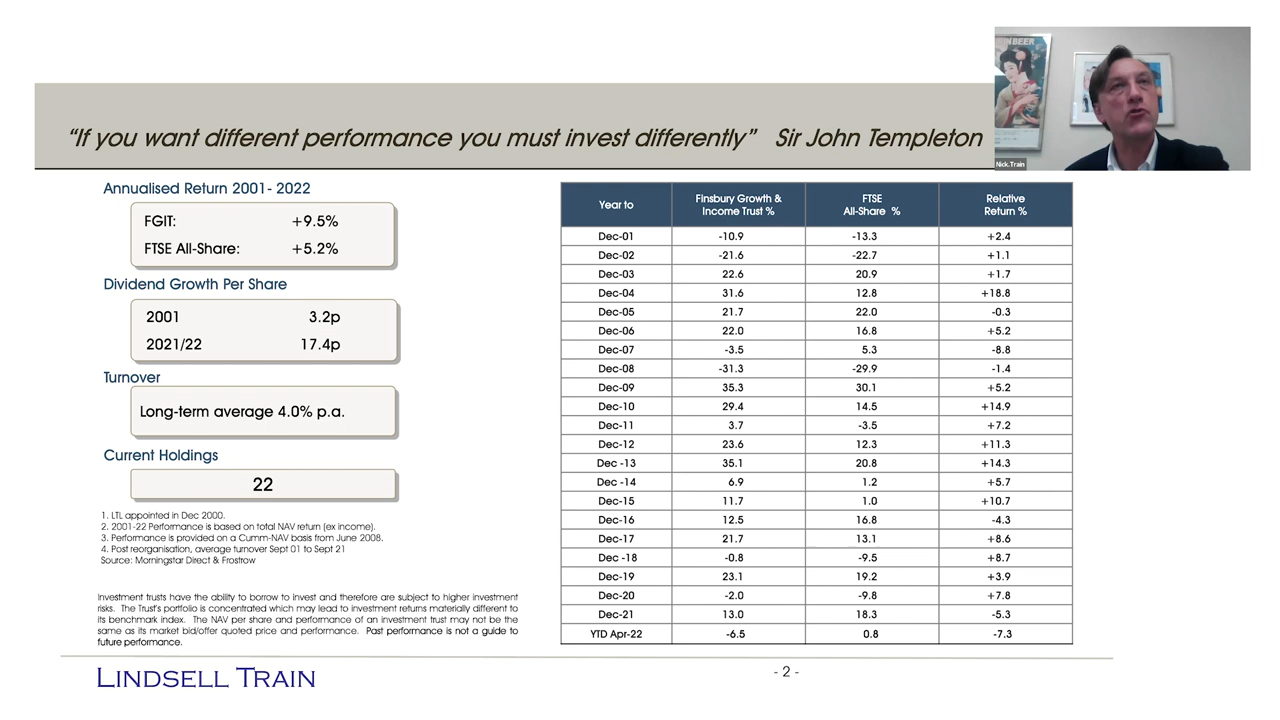 “If you want different performance you must invest differently”   Sir John Templeton
NBEER
Nick.Train
Annualised Return 2001- 2022
FGIT: +9.5%
FTSE All-Share: +5.2%
Dividend Growth Per Share
2001 3.2p
2021/22 17.4p
Turnover
Long-term average 4.0% p.a.
Current Holdings
22
1. LTL appointed in Dec 2000.
2. 2001-22 Performance is based on total NAV return (ex income).
3. Performance is provided on a Cumm-NAV basis from June 2008.
4. Post reorganisation, average turnover Sept 01 to Sept 21
Source: Morningstar Direct & Frostrow
Investment trusts have the ability to borrow to invest and therefore are subject to higher investment
risks. The Trust's portfolio is concentrated which may lead to investment returns materially different to
its benchmark index. The NAV per share and performance of an investment trust may not be the
same as its market bid/offer quoted price and performance. Past performance is not a guide to
future performance.
Year to Finsbury Growth & Income Trust % FTSE All-Share % Relative Return %
Dec-01 -10.9 -13.3 +2.4
Dec-02 -21.6 -22.7 +1.1
Dec-03 22.6 20.9 +1.7
Dec-04 31.6 12.8 +18.8
Dec-05 21.7 22.0 -0.3
Dec-06 22.0 16.8 +5.2
Dec-07 -3.5 5.3 -8.8
Dec-08 -31.3 -29.9 -1.4
Dec-09 35.3 30.1 +5.2
Dec-10 29.4 14.5 +14.9
Dec-11 3.7 -3.5 +7.2
Dec-12 23.6 12.3 +11.3
Dec -13 35.1 20.8 +14.3
Dec -14 6.9 1.2 +5.7
Dec-15 11.7 1.0 +10.7
Dec-16 12.5 16.8 -4.3
Dec-17 21.7 13.1 +8.6
Dec -18 -0.8 -9.5 +8.7
Dec-19 23.1 19.2 +3.9
Dec-20 -2.0 -9.8 +7.8
Dec-21 13.0 18.3 -5.3
YTD Apr-22 -6.5 0.8 -7.3
LINDSELL TRAIN
- 2 -